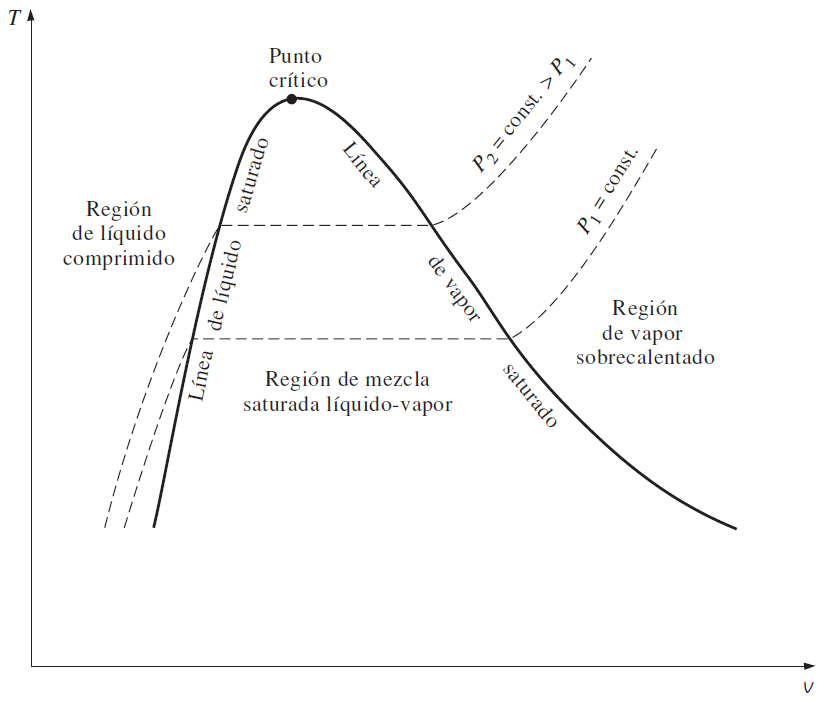 T
Punto
crítico
P₂ = const. > P₁
P₁ = const.
saturado
Línea
Región
de líquido
comprimido
de líquido
de vapor
Región
de vapor
sobrecalentado
Línea
Región de mezcla
saturada líquido-vapor
saturado
v